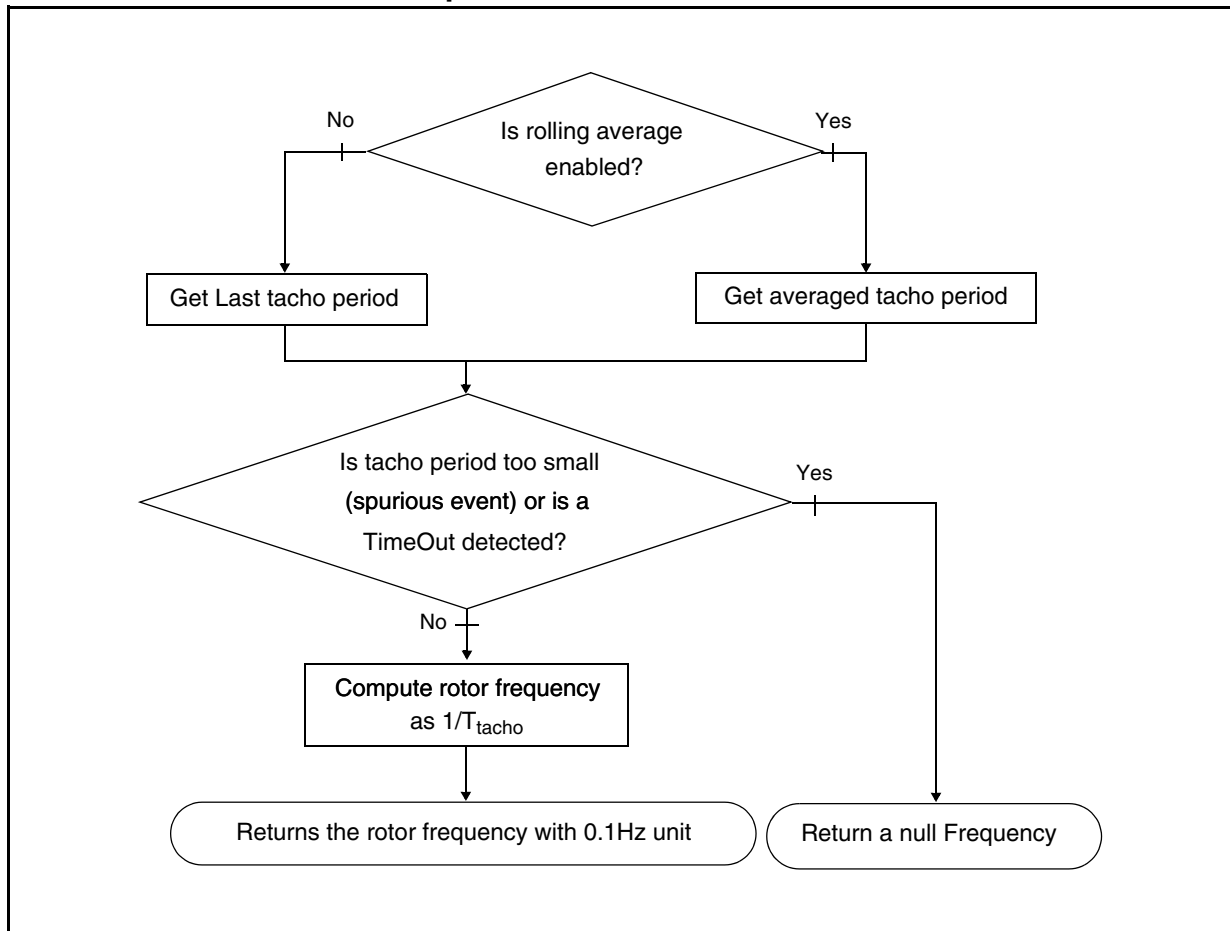 Is rolling average
enabled?
No
Yes
Get Last tacho period
Get averaged tacho period
Is tacho period too small
(spurious event) or is a
TimeOut detected?
Yes
No
Compute rotor frequency
as 1/Ttacho
Returns the rotor frequency with 0.1Hz unit
Return a null Frequency